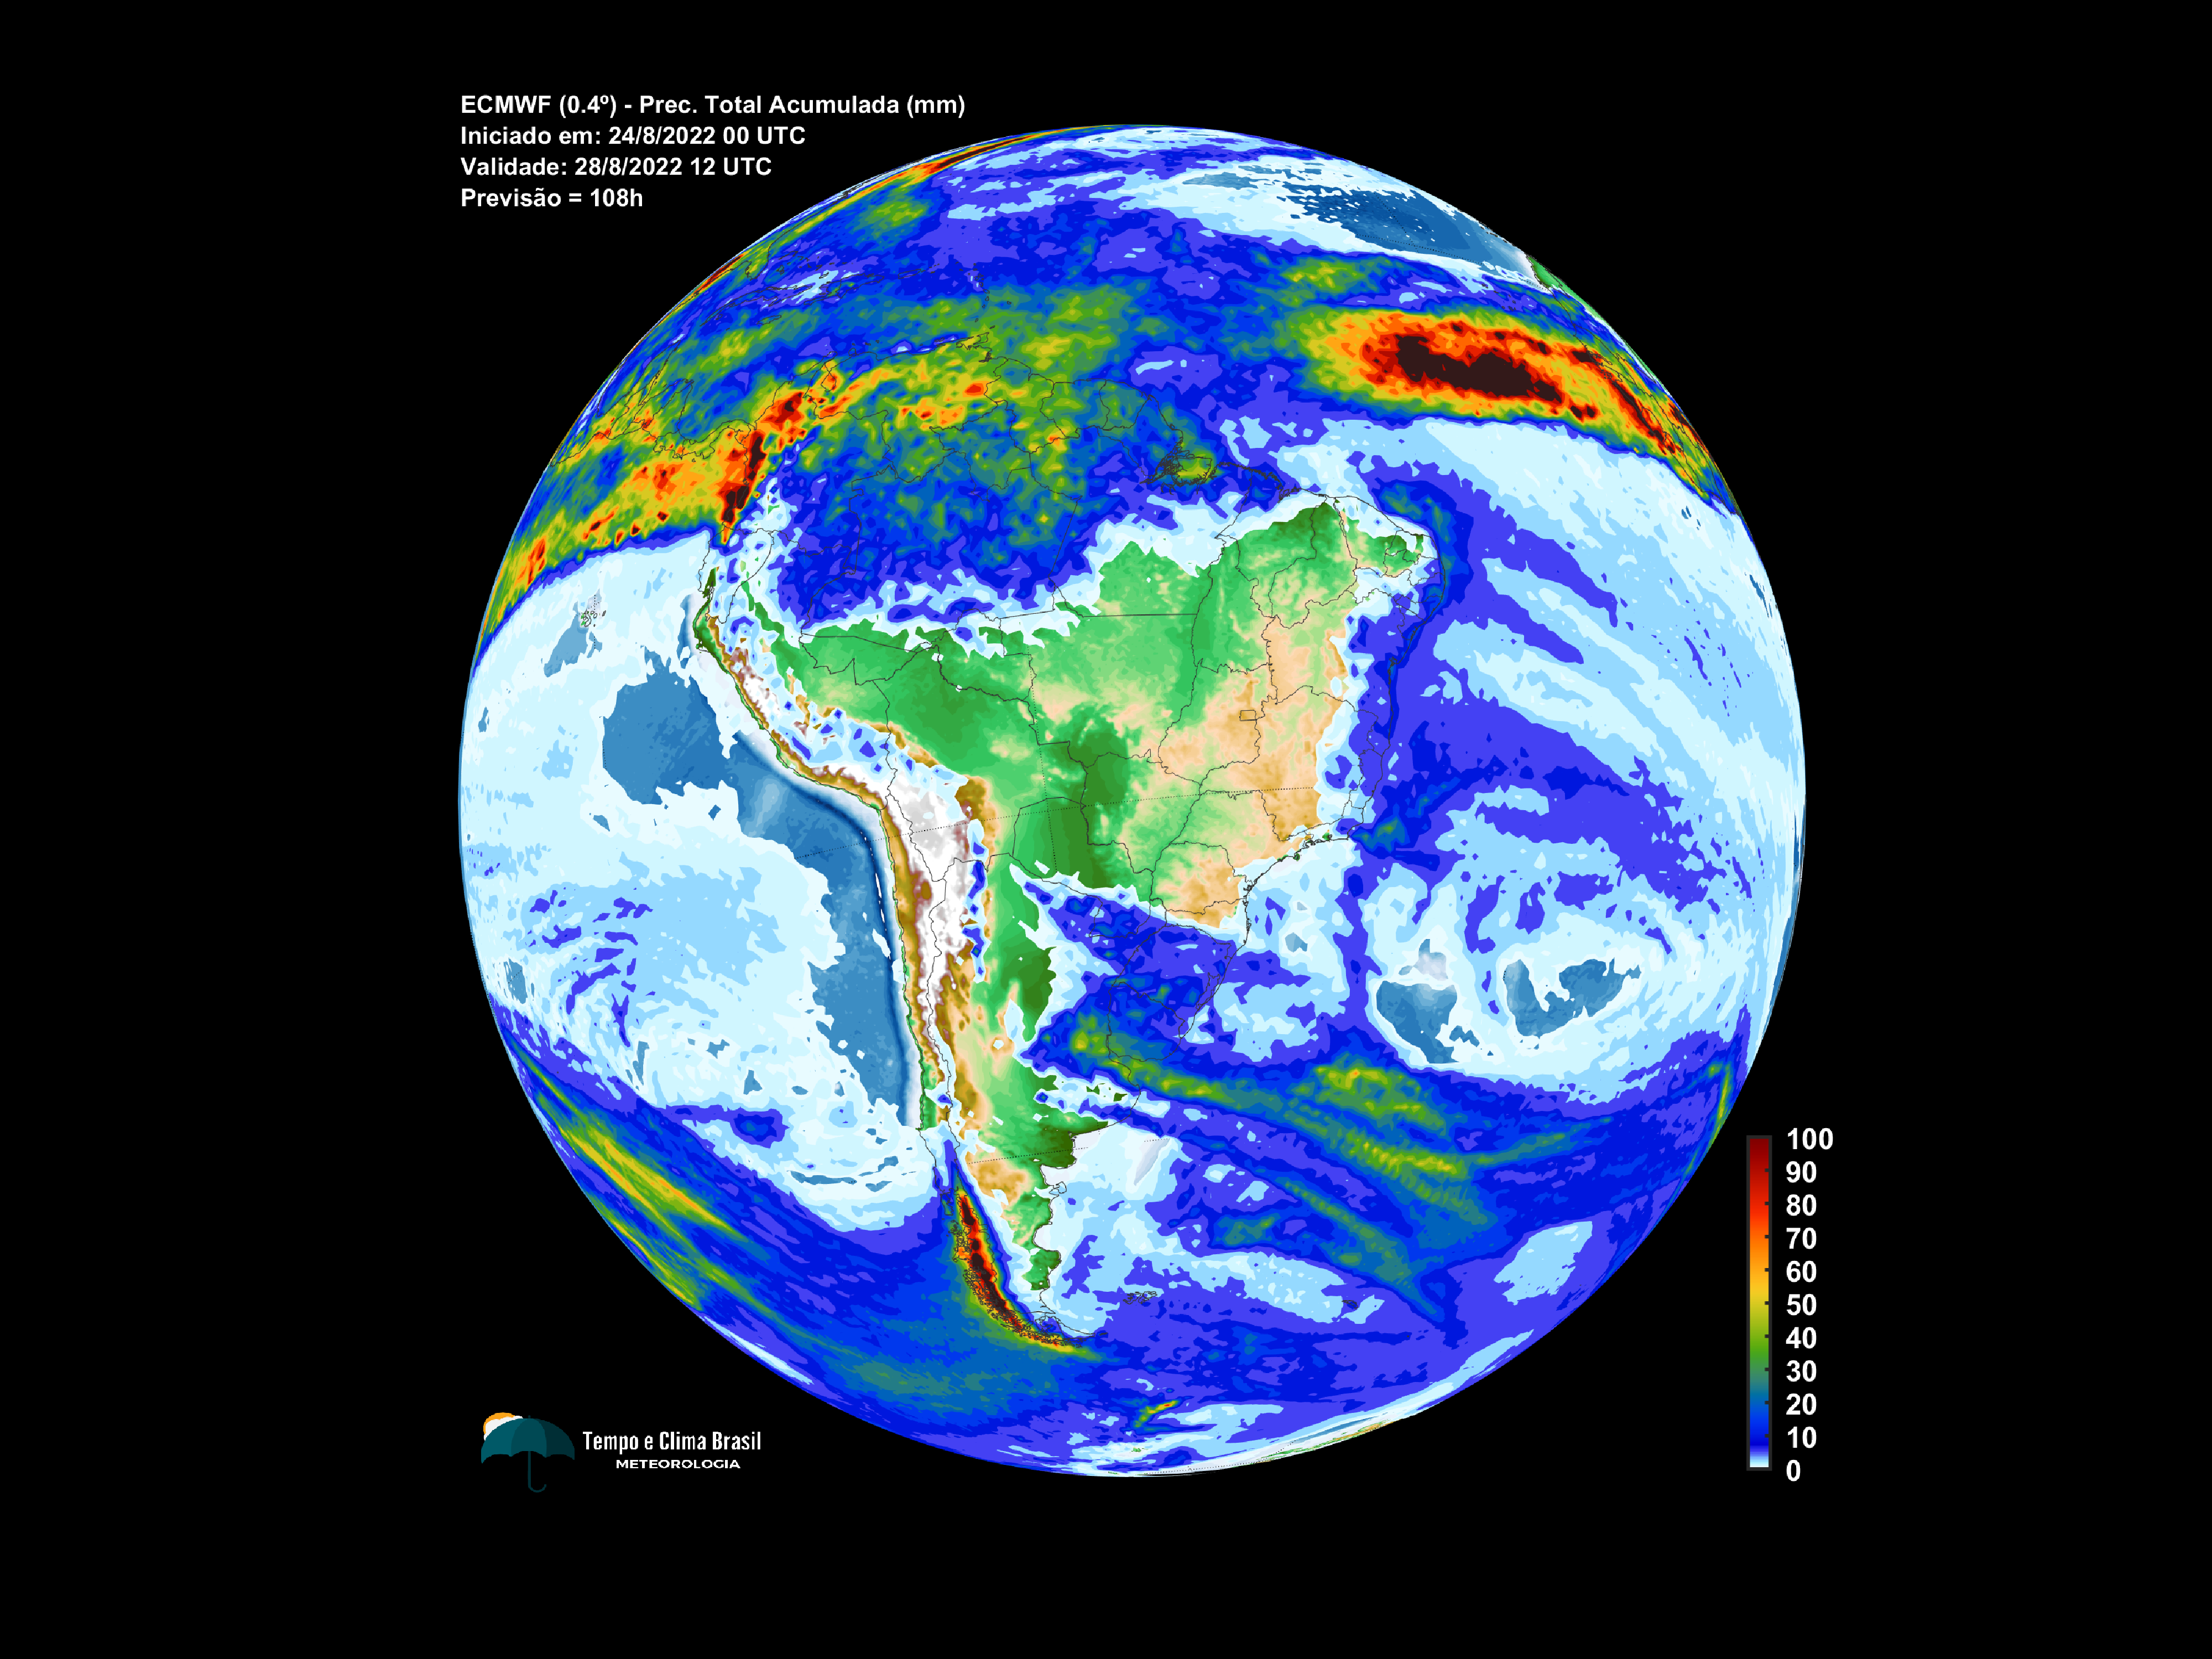 ECMWF (0.4º) - Prec. Total Acumulada (mm)
Iniciado em: 24/8/2022 00 UTC
Validade: 28/8/2022 12 UTC
Previsão = 108h
100
90
80
70
60
50
40
30
20
10
0
Tempo e Clima Brasil
METEOROLOGIA